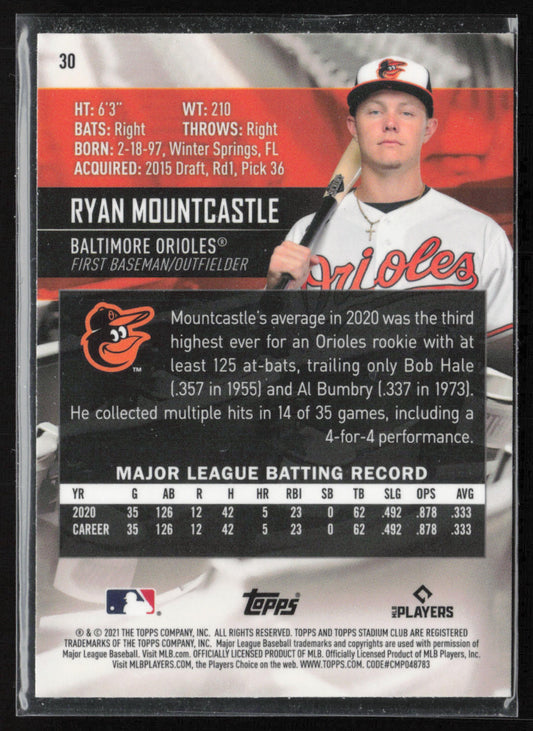 30
HT: 6'3" WT: 210
BATS: Right THROWS: Right
BORN: 2-18-97, Winter Springs, FL
ACQUIRED: 2015 Draft, Rd1, Pick 36
RYAN MOUNTCASTLE
BALTIMORE ORIOLES®
FIRST BASEMAN/OUTFIELDER
Orioles
Mountcastle's average in 2020 was the third
highest ever for an Orioles rookie with at
least 125 at-bats, trailing only Bob Hale
(.357 in 1955) and Al Bumbry (.337 in 1973).
He collected multiple hits in 14 of 35 games, including a
4-for-4 performance.
TM
MAJOR LEAGUE BATTING RECORD
YR G AB R H HR RBI SB TB SLG OPS AVG
2020 35 126 12 42 5 23 0 62 .492 .878 .333
CAREER 35 126 12 42 5 23 0 62 .492 .878 .333
topps
MLB PLAYERS
® & © 2021 THE TOPPS COMPANY, INC. ALL RIGHTS RESERVED. TOPPS AND TOPPS STADIUM CLUB ARE REGISTERED
TRADEMARKS OF THE TOPPS COMPANY, INC. Major League Baseball trademarks and copyrights are used with permission of
Major League Baseball. Visit MLB.com. OFFICIALLY LICENSED PRODUCT OF MLB. Officially Licensed Product of MLB Players, Inc.
Visit MLBPLAYERS.COM, the Players Choice on the web. WWW.TOPPS.COM. CODE#CMP048783